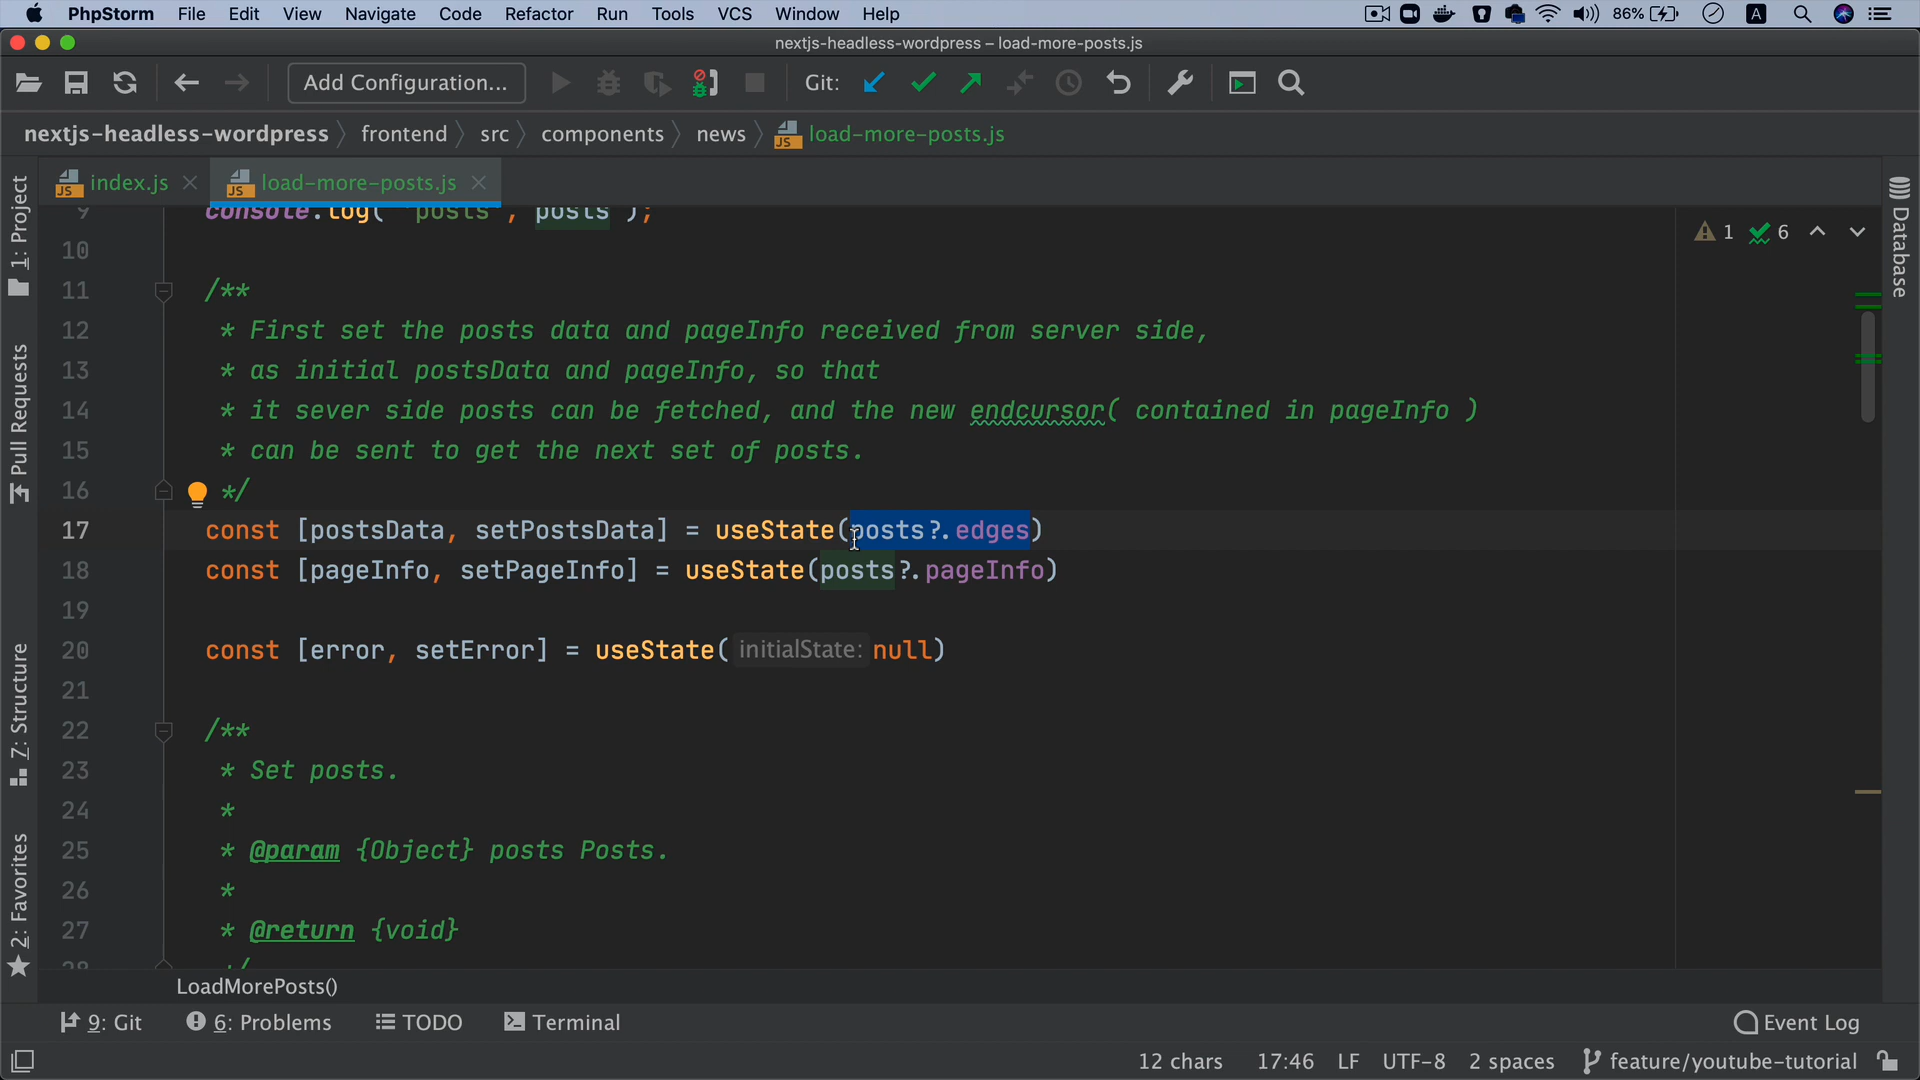 PhpStorm File Edit View Navigate Code Refactor Run Tools VCS Window Help 86% A
nextjs-headless-wordpress – load-more-posts.js
Add Configuration... Git:
nextjs-headless-wordpress frontend src components news load-more-posts.js
index.js load-more-posts.js
9 console.log( 'posts', posts );
1 6
10
11 /**
12 * First set the posts data and pageInfo received from server side,
13 * as initial postsData and pageInfo, so that
14 * it sever side posts can be fetched, and the new endcursor( contained in pageInfo )
15 * can be sent to get the next set of posts.
16 */
17 const [postsData, setPostsData] = useState(posts?.edges)
18 const [pageInfo, setPageInfo] = useState(posts?.pageInfo)
19
20 const [error, setError] = useState( initialState: null)
21
22 /**
23 * Set posts.
24 *
25 * @param {Object} posts Posts.
26 *
27 * @return {void}
28 */
1: Project
Pull Requests
7: Structure
2: Favorites
Database
LoadMorePosts()
9: Git 6: Problems TODO Terminal Event Log
12 chars 17:46 LF UTF-8 2 spaces feature/youtube-tutorial